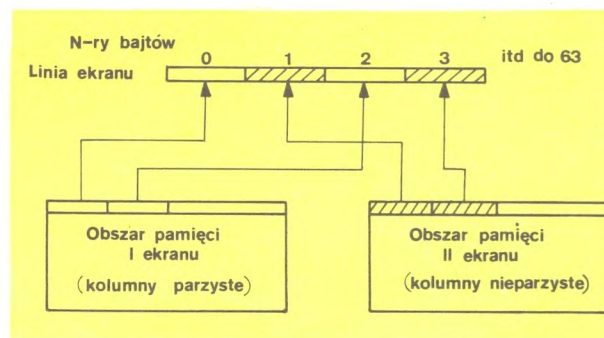 N-ry bajtów
0 1 2 3 itd do 63
Linia ekranu
Obszar pamięci
I ekranu
(kolumny parzyste)
Obszar pamięci
II ekranu
(kolumny nieparzyste)